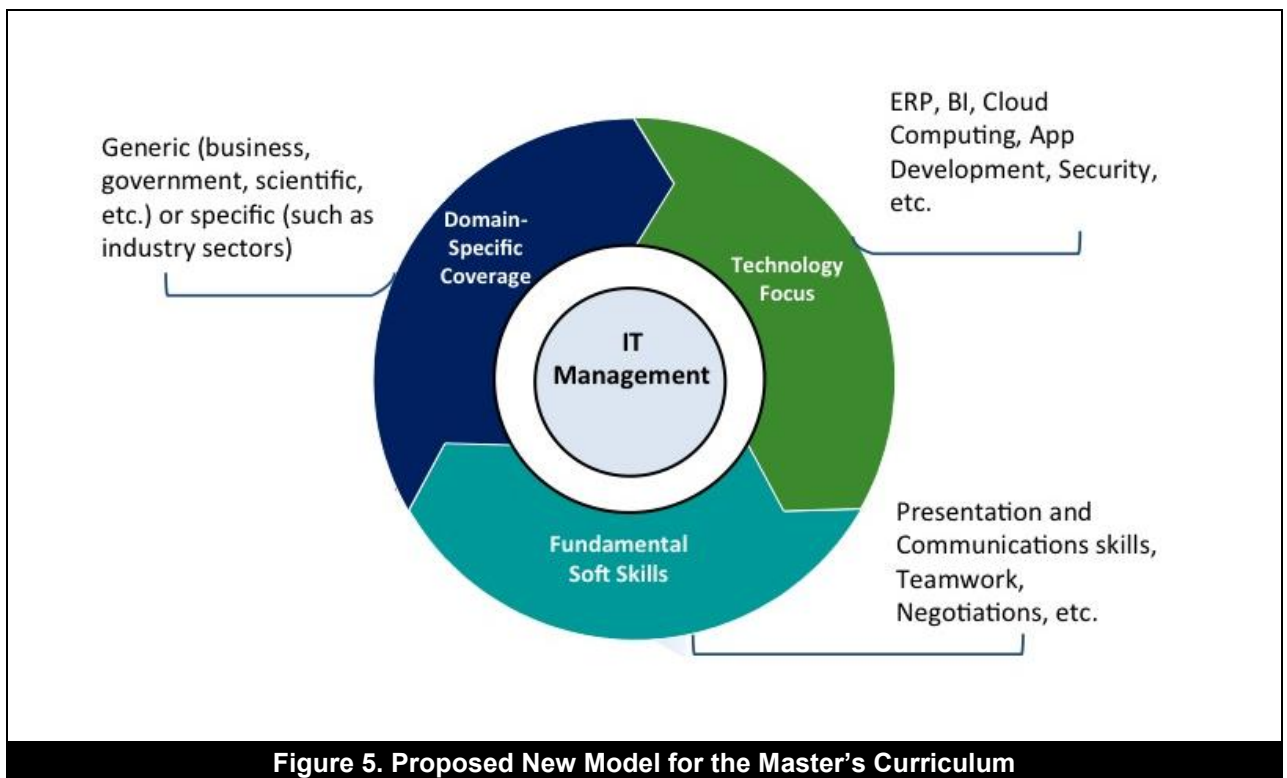 Generic (business,
government, scientific,
etc.) or specific (such as
industry sectors)
ERP, BI, Cloud
Computing, App
Development, Security,
etc.
Domain-
Specific
Coverage
Technology
Focus
IT
Management
Fundamental
Soft Skills
Presentation and
Communications skills,
Teamwork,
Negotiations, etc.
Figure 5. Proposed New Model for the Master’s Curriculum